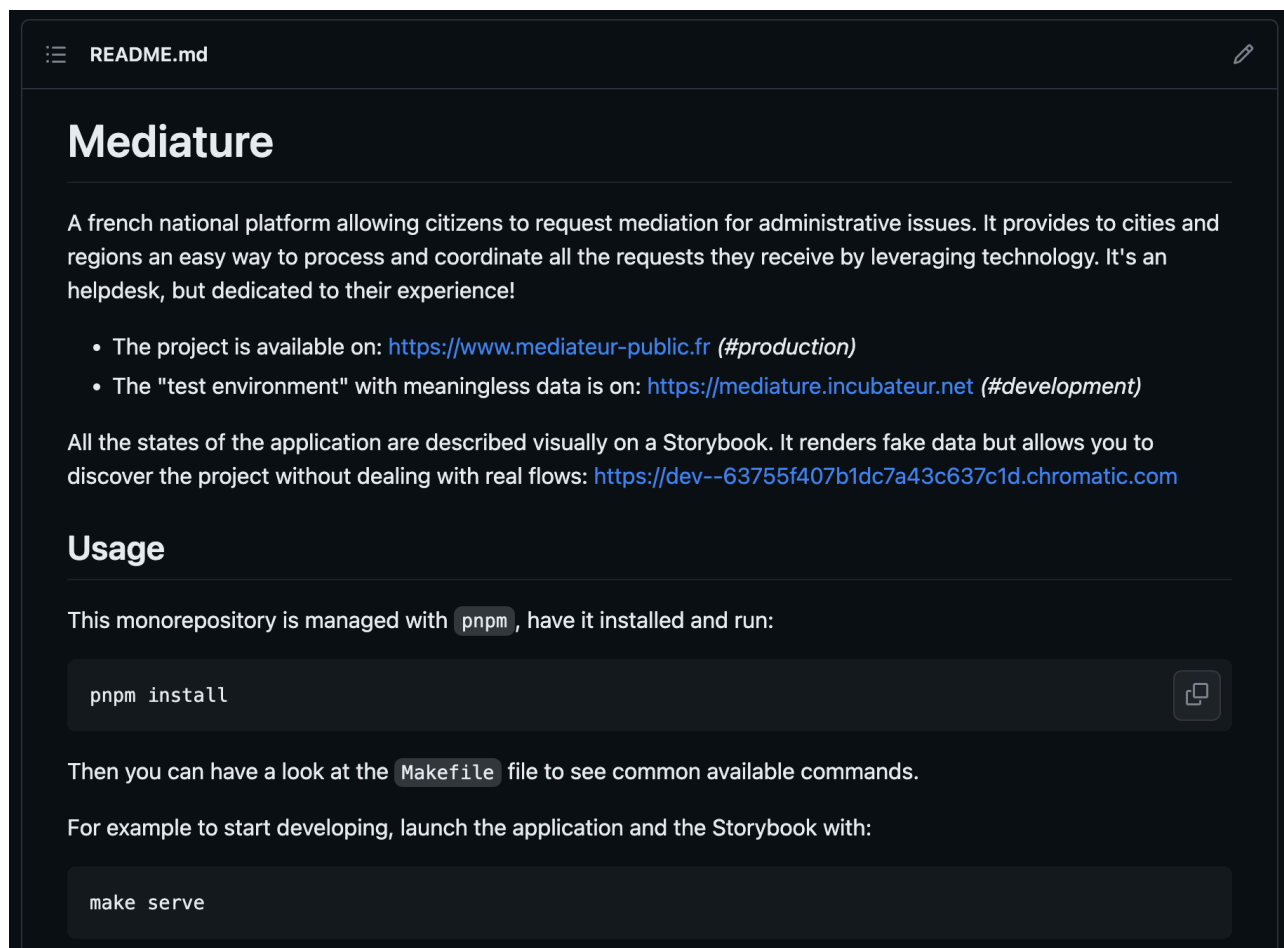 README.md
Mediature
A french national platform allowing citizens to request mediation for administrative issues. It provides to cities and
regions an easy way to process and coordinate all the requests they receive by leveraging technology. It's an
helpdesk, but dedicated to their experience!
• The project is available on: https://www.mediateur-public.fr (#production)
• The "test environment" with meaningless data is on: https://mediature.incubateur.net (#development)
All the states of the application are described visually on a Storybook. It renders fake data but allows you to
discover the project without dealing with real flows: https://dev--63755f407b1dc7a43c637c1d.chromatic.com
Usage
This monorepository is managed with pnpm, have it installed and run:
pnpm install
Then you can have a look at the Makefile file to see common available commands.
For example to start developing, launch the application and the Storybook with:
make serve